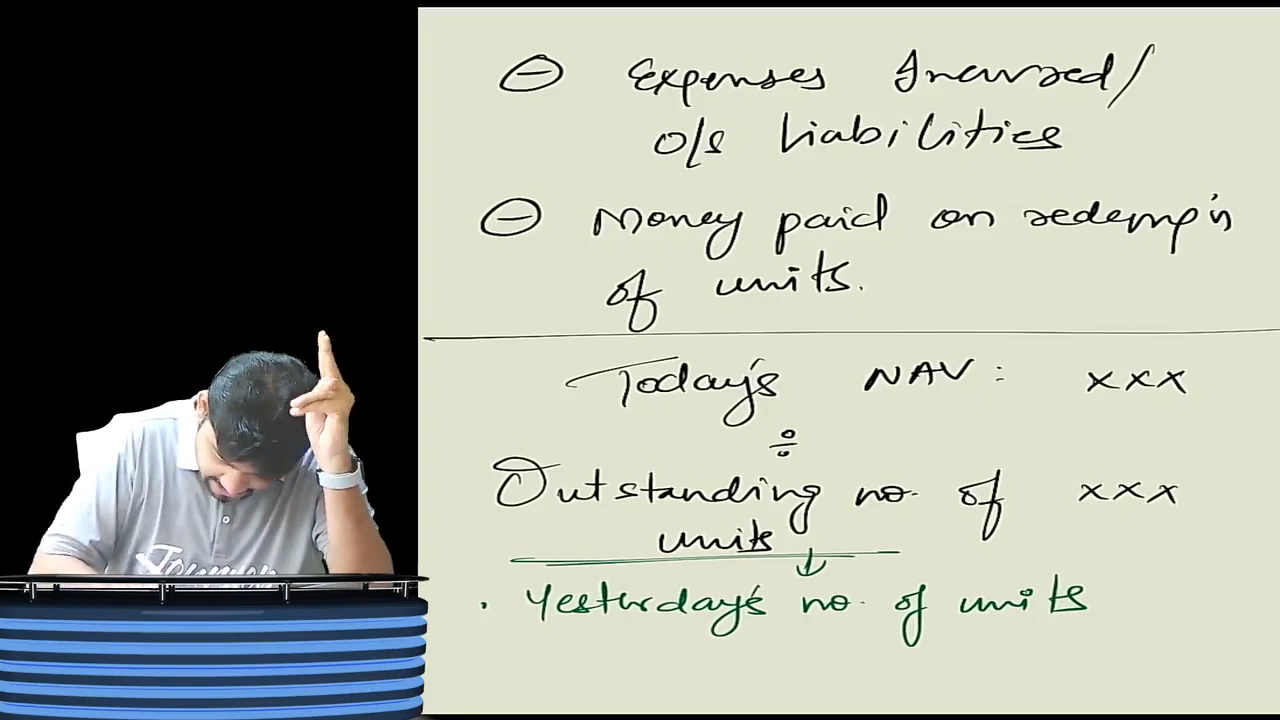 ⊖ Expenses Incurred/
o/s Liabilities
⊖ Money paid on redemp'n
of units.
Today's NAV : xxx
÷
Outstanding no. of xxx
units
↓
. Yesterday's no. of units